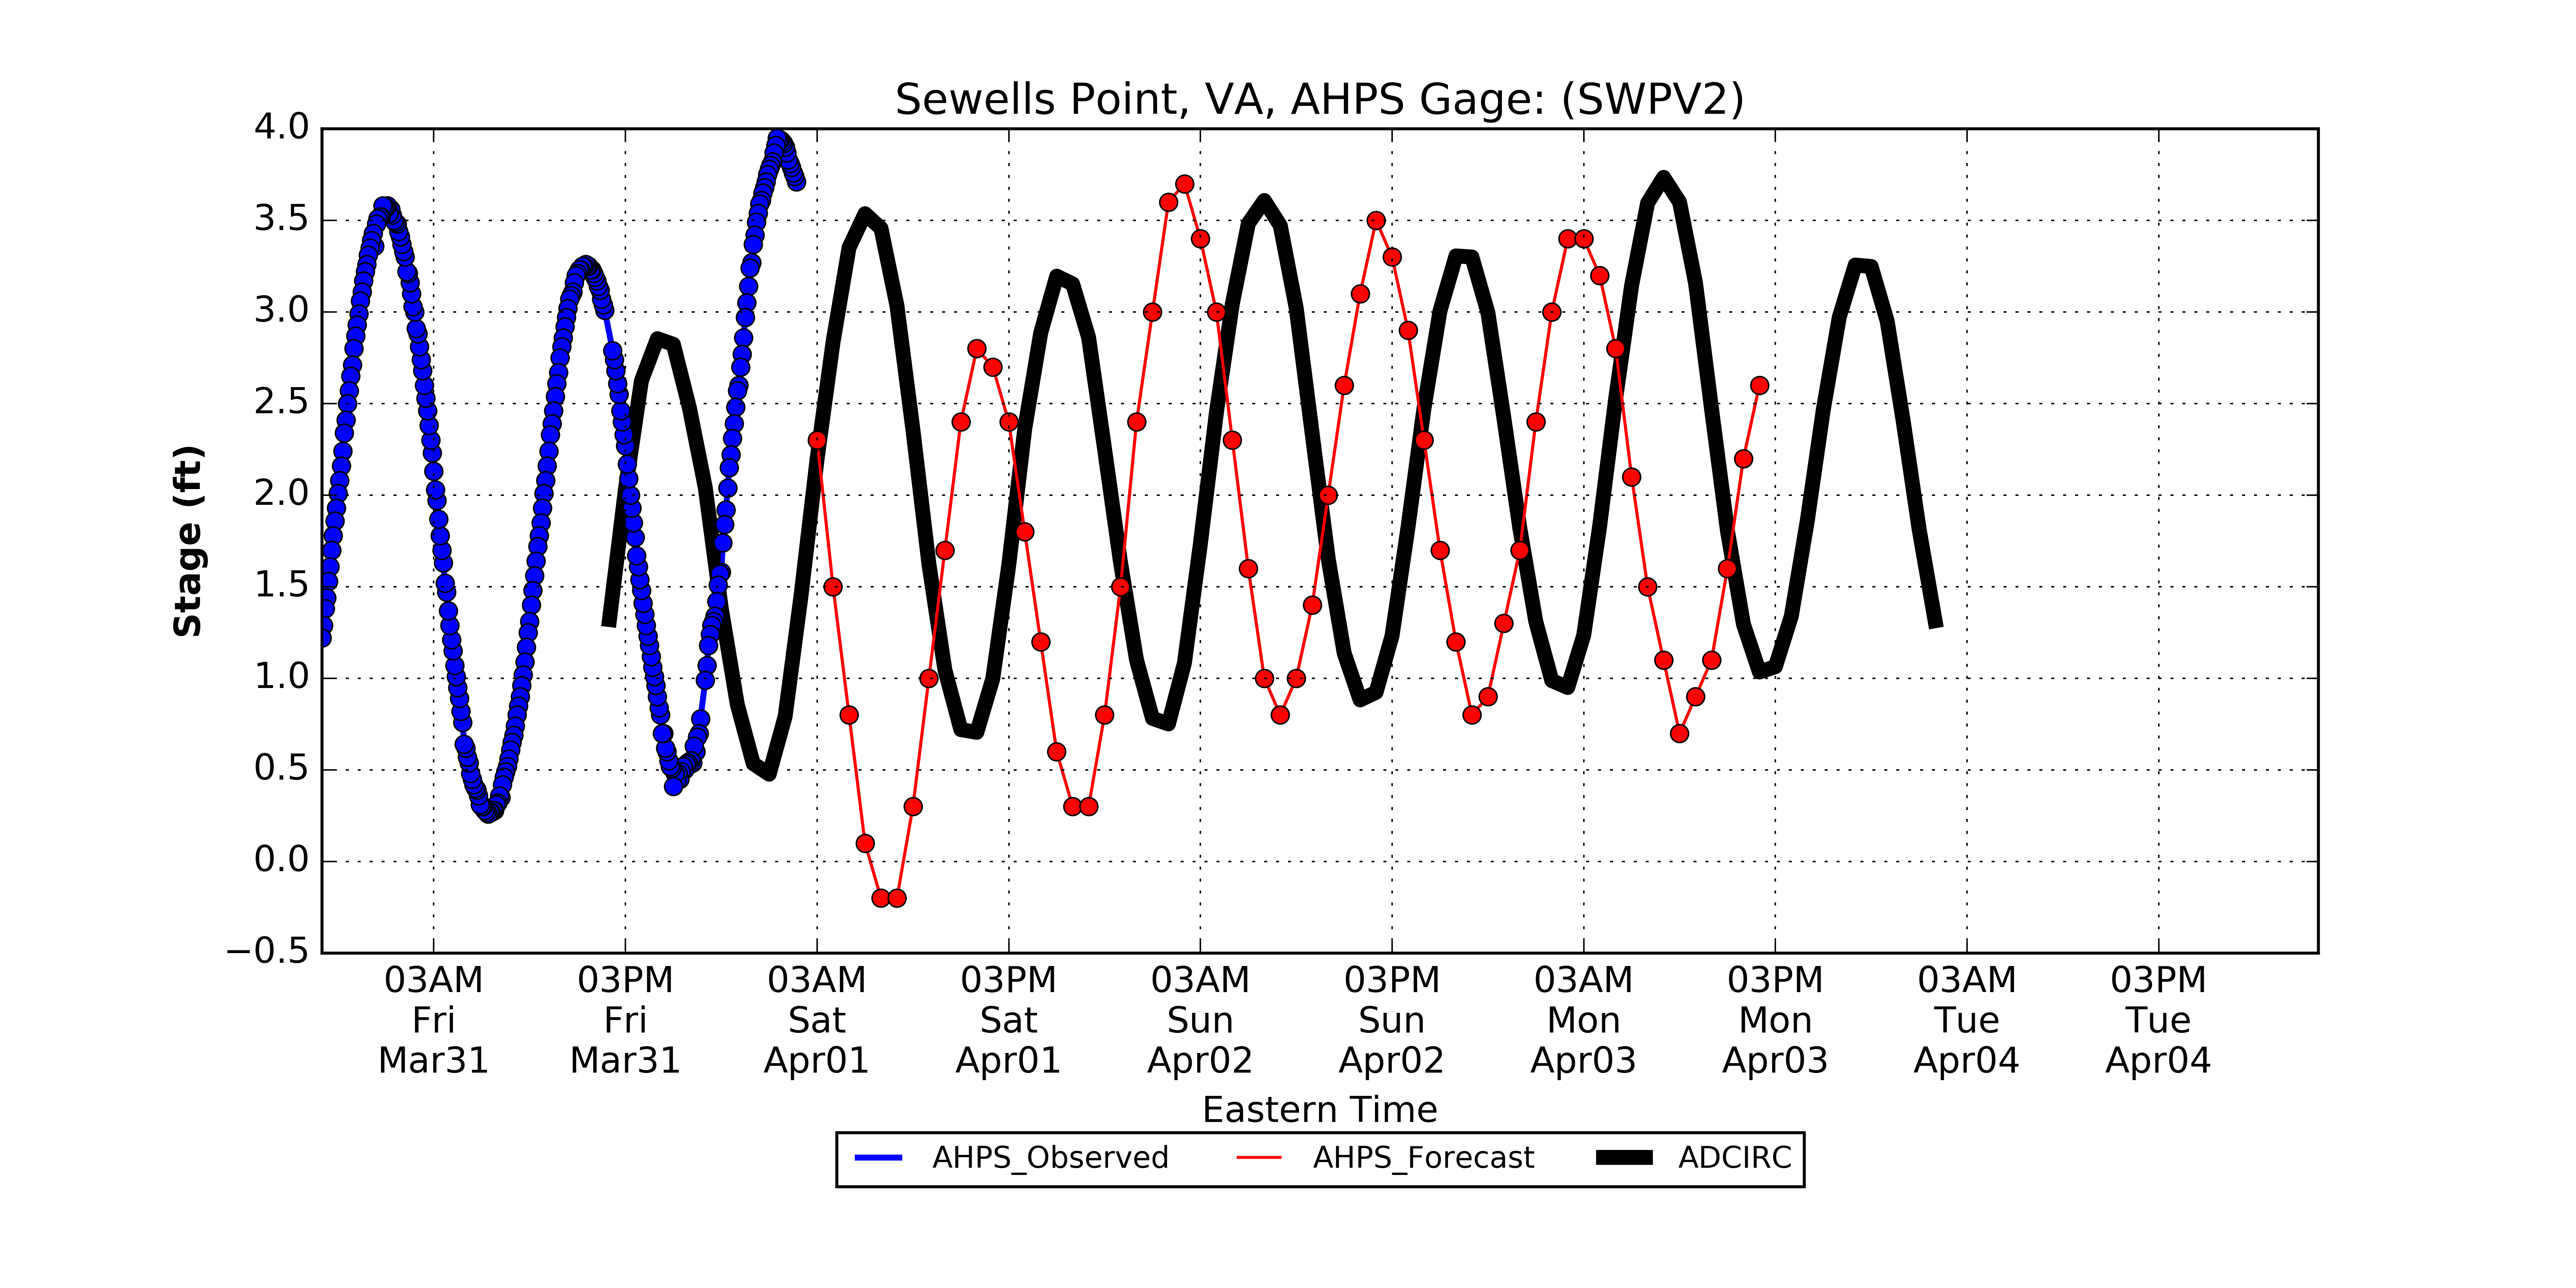 Sewells Point, VA, AHPS Gage: (SWPV2)
4.0
3.5
3.0
2.5
2.0
1.5
1.0
0.5
0.0
−0.5
Stage (ft)
03AM 03PM 03AM 03PM 03AM 03PM 03AM 03PM 03AM 03PM
Fri Fri Sat Sat Sun Sun Mon Mon Tue Tue
Mar31 Mar31 Apr01 Apr01 Apr02 Apr02 Apr03 Apr03 Apr04 Apr04
Eastern Time
AHPS_Observed AHPS_Forecast ADCIRC